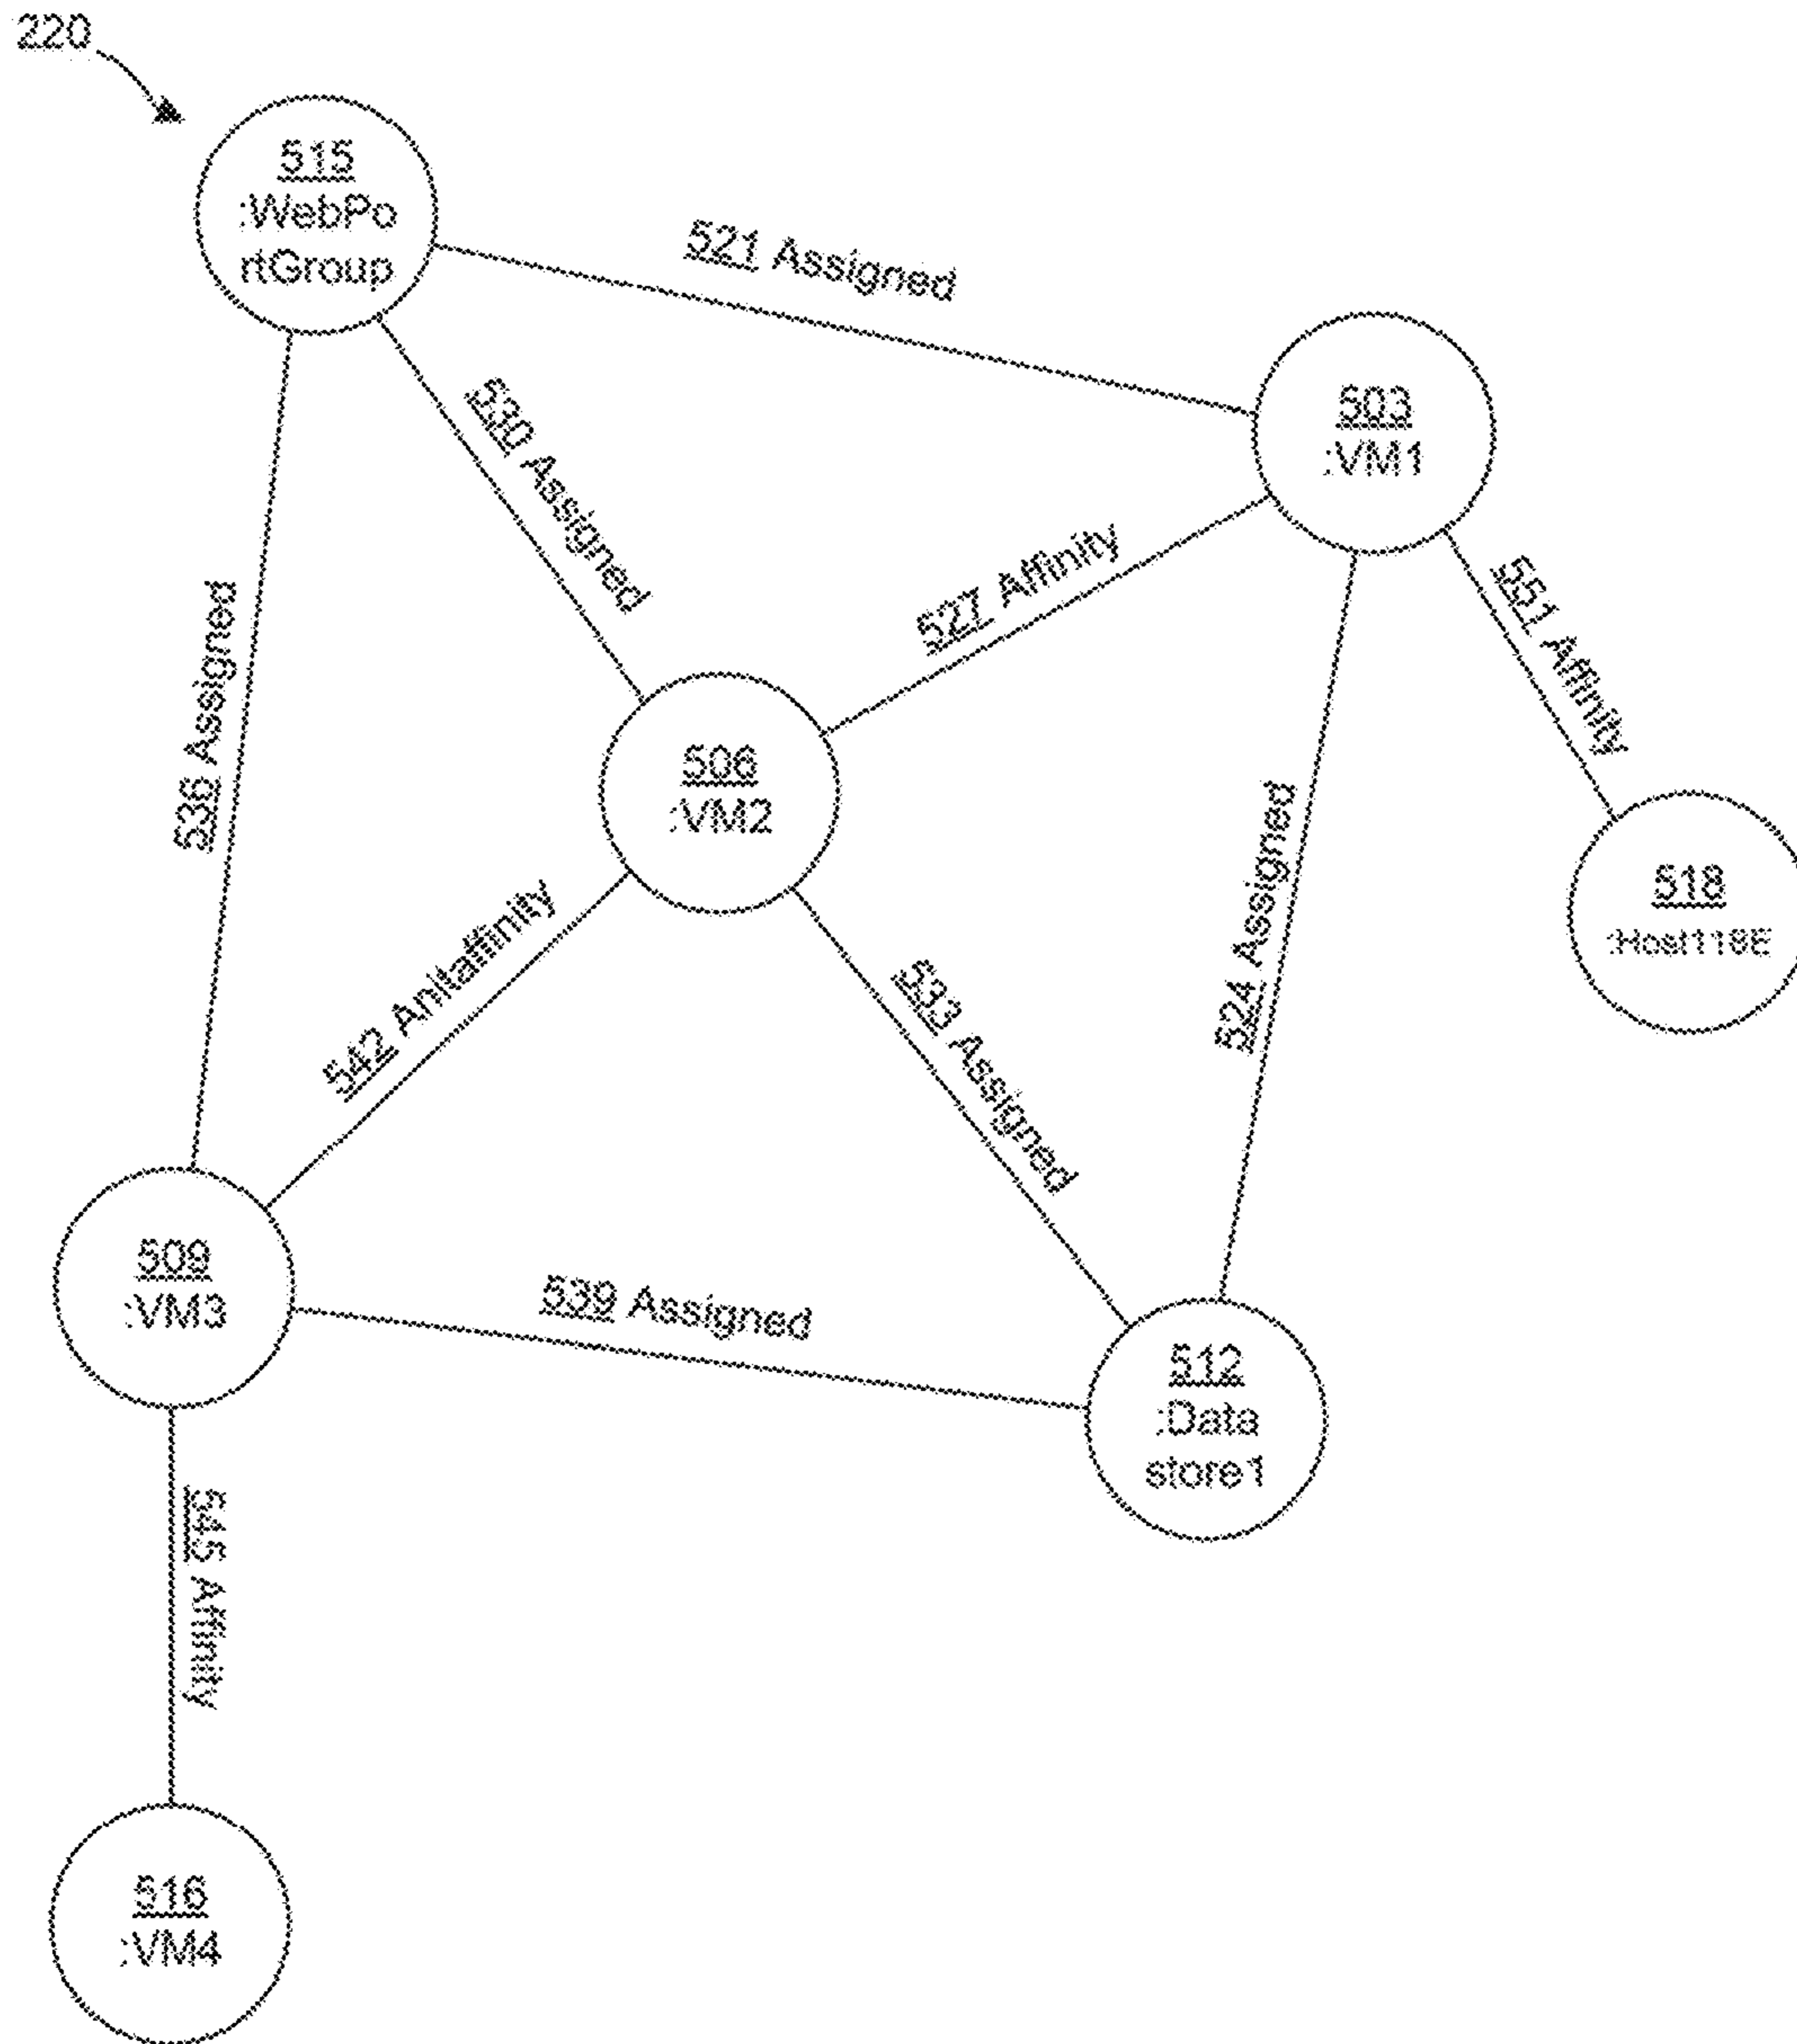 220
515
:WebPo
rtGroup
521 Assigned
503
:VM1
530 Assigned
527 Affinity
551 Affinity
536 Assigned
506
:VM2
524 Assigned
518
:Host118E
542 Anitaffinity
533 Assigned
509
:VM3
539 Assigned
512
:Data
store1
545 Affinity
516
:VM4